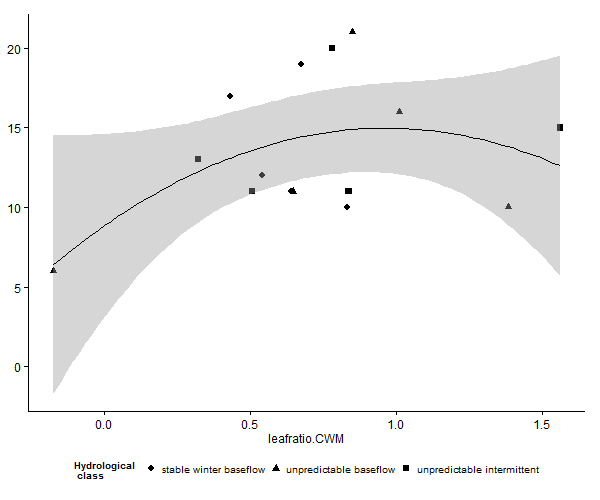 20
15
10
5
0
0.0 0.5 1.0 1.5
leafratio.CWM
Hydrological
class
stable winter baseflow unpredictable baseflow unpredictable intermittent